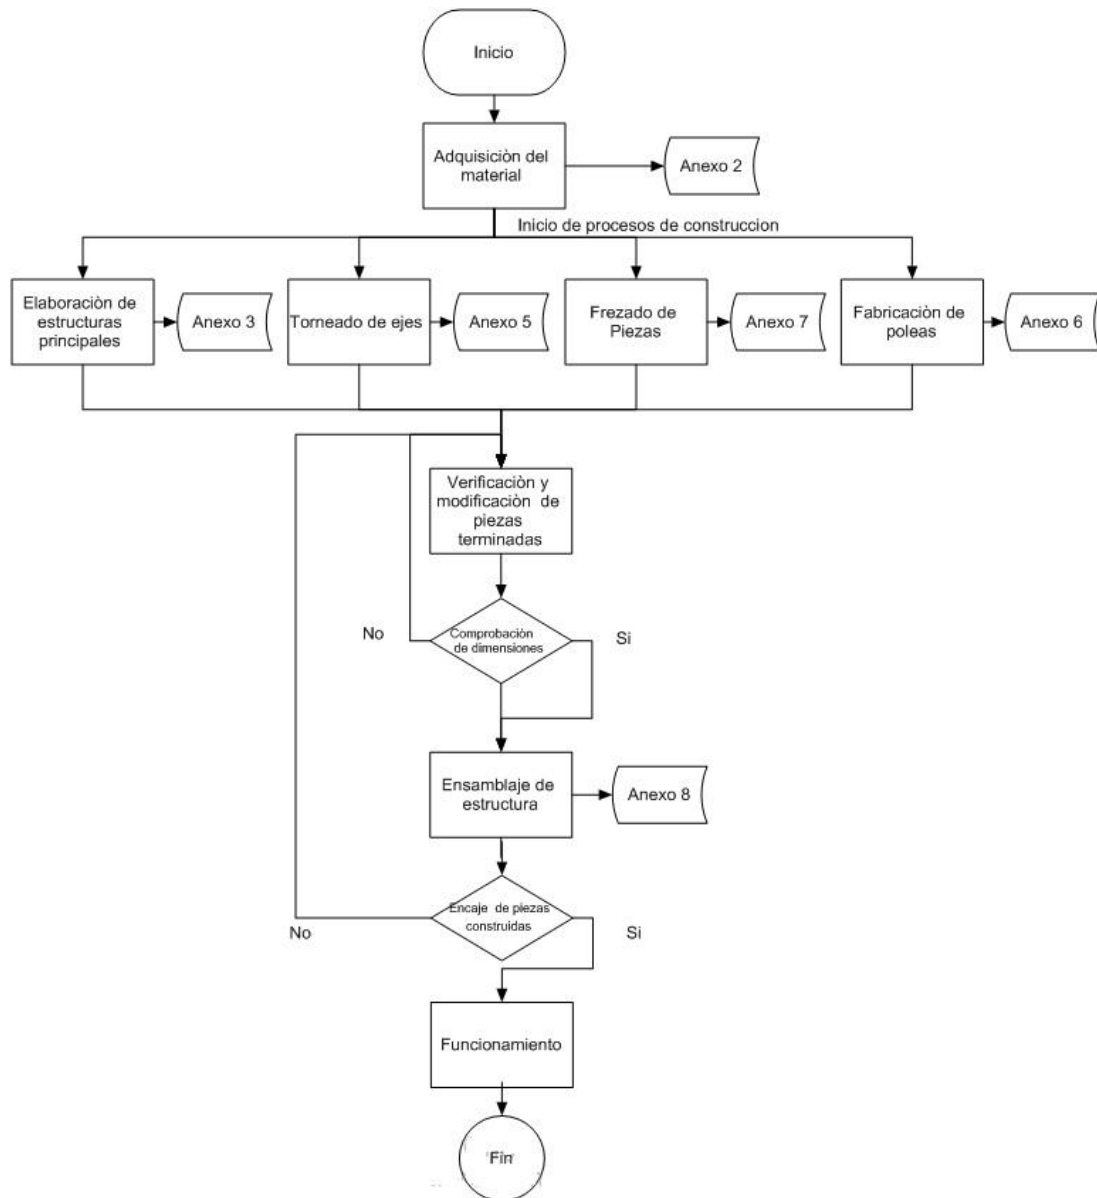 Inicio
Adquisiciòn del
material
Anexo 2
Inicio de procesos de construccion
Elaboraciòn de
estructuras
principales
Anexo 3
Torneado de ejes
Anexo 5
Frezado de
Piezas
Anexo 7
Fabricaciòn de
poleas
Anexo 6
Verificaciòn y
modificaciòn de
piezas
terminadas
No
Comprobaciòn
de dimensiones
Si
Ensamblaje de
estructura
Anexo 8
Encaje de piezas
construidas
No
Si
Funcionamiento
Fin